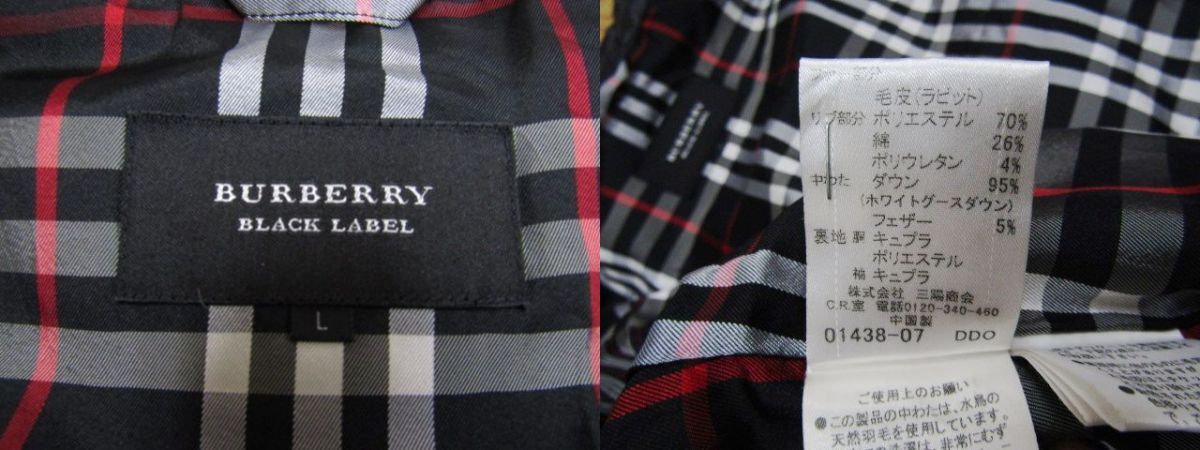 BURBERRY
BLACK LABEL
L
毛皮(ラビット)
リブ部分 ポリエステル 70%
綿 26%
ポリウレタン 4%
中わた ダウン 95%
(ホワイトグースダウン)
フェザー 5%
裏地 胴 キュプラ
ポリエステル
袖 キュプラ
株式会社 三陽商会
C.R.室 電話0120-340-460
中国製
01438-07 DDO
ご使用上のお願い
●この製品の中わたは、水鳥の
天然羽毛を使用しています。
BURBERRY